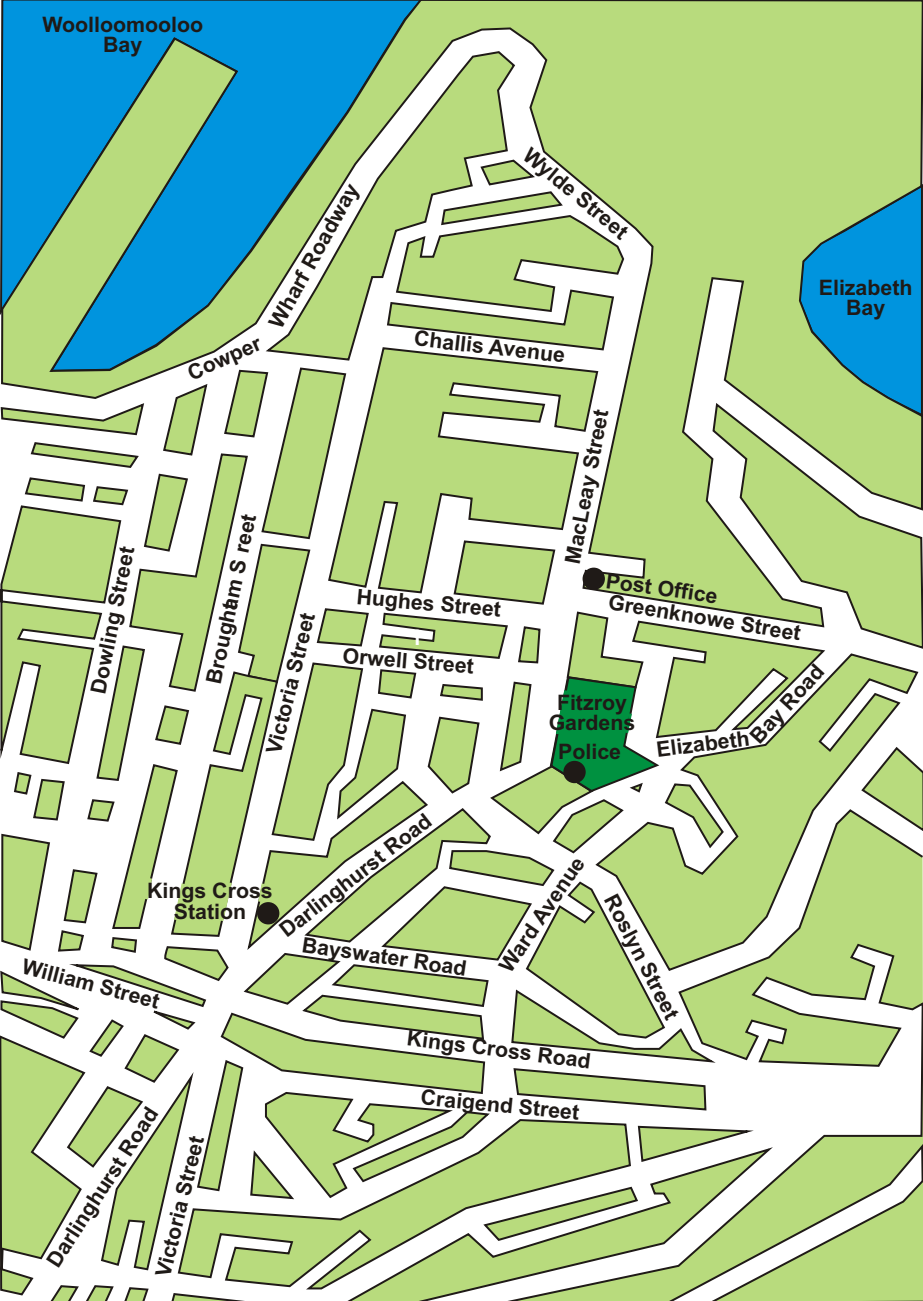 Woolloomooloo
Bay
Wylde Street
Wharf Roadway
Elizabeth
Bay
Cowper
Challis Avenue
MacLeay Street
Brougham S reet
Dowling Street
Post Office
Hughes Street
Greenknowe Street
Victoria Street
Orwell Street
Fitzroy
Gardens
Police
Elizabeth Bay Road
Darlinghurst Road
Kings Cross
Station
Ward Avenue
Roslyn Street
Bayswater Road
William Street
Kings Cross Road
Craigend Street
Darlinghurst Road
Victoria Street